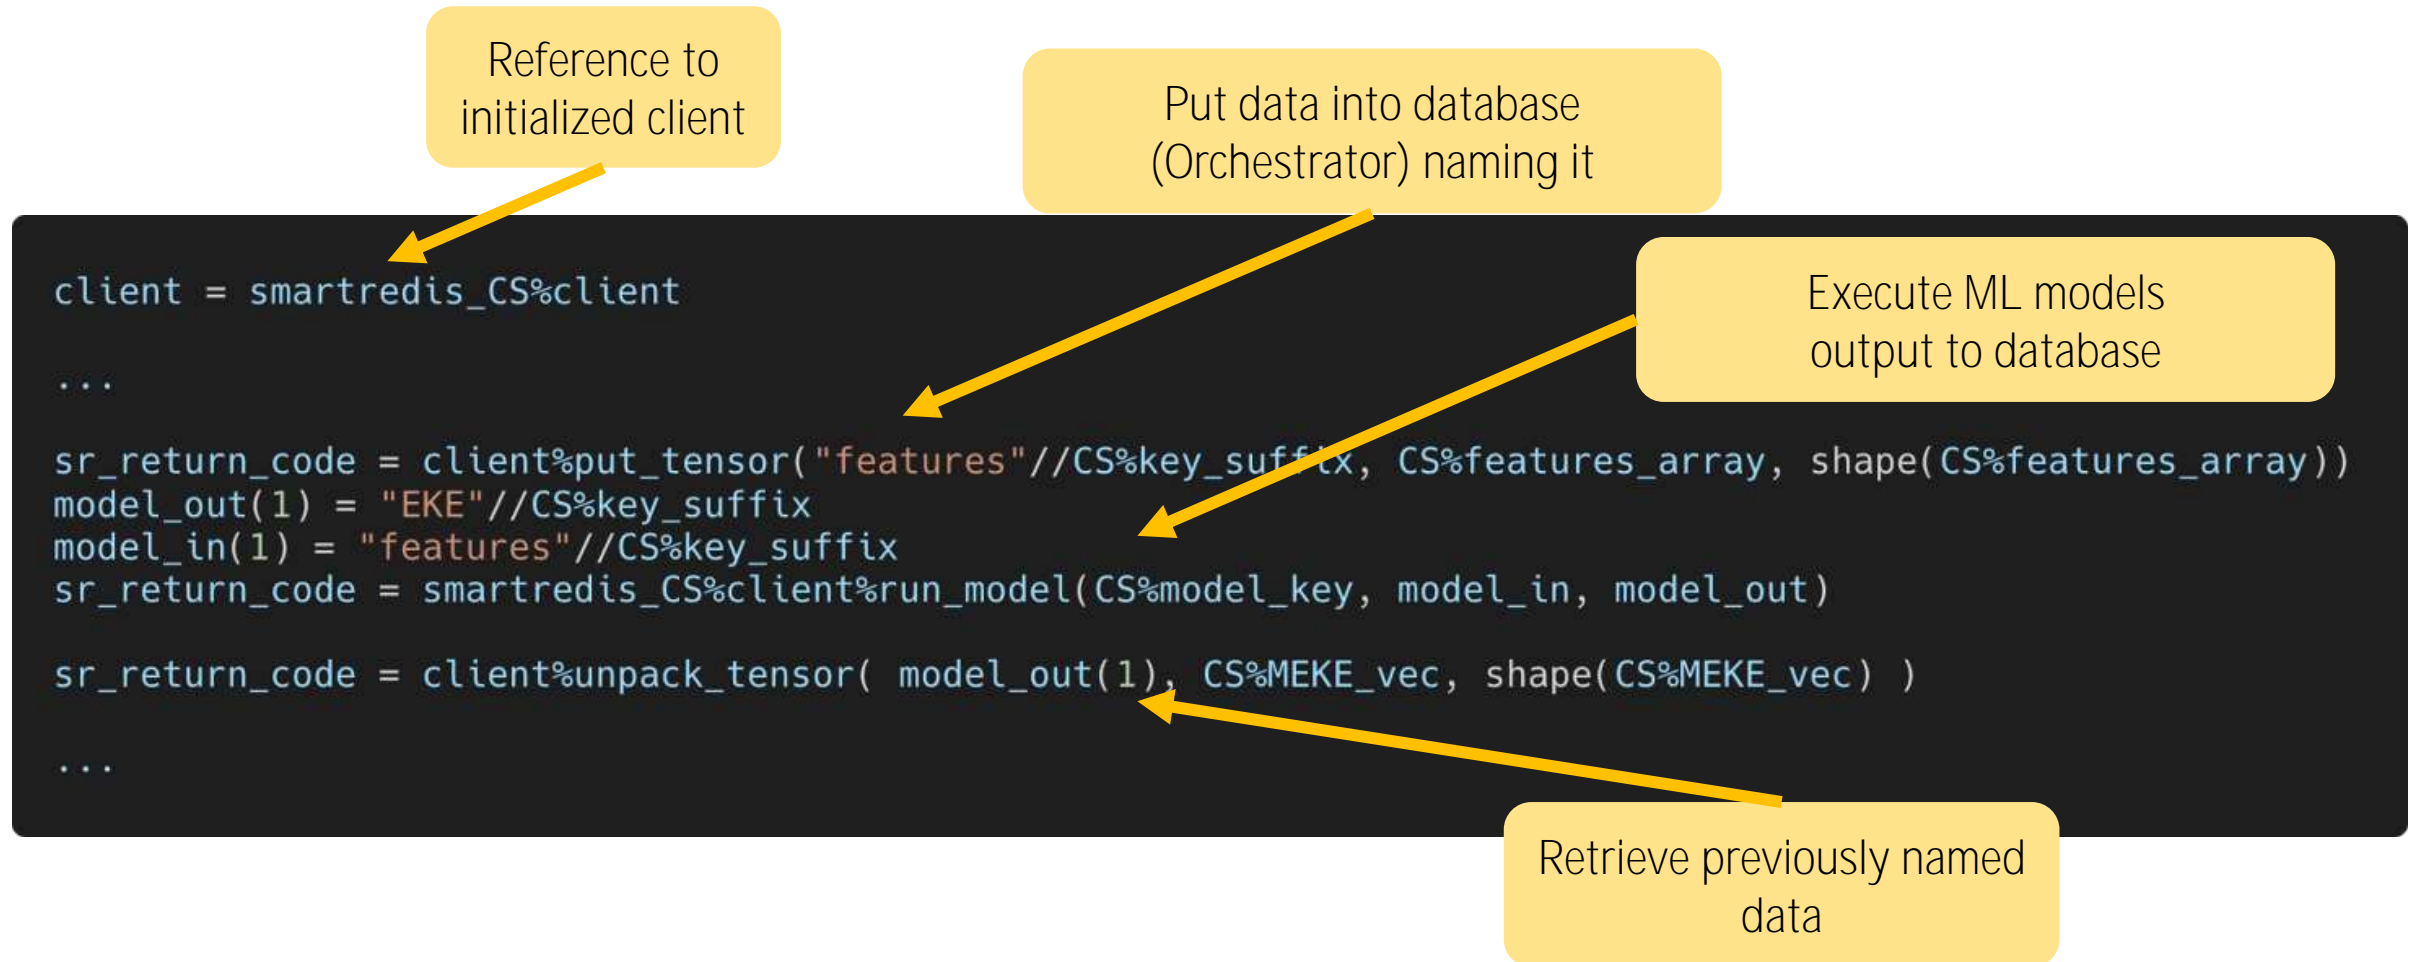 Reference to
initialized client
Put data into database
(Orchestrator) naming it
Execute ML models
output to database
client = smartredis_CS%client
...
sr_return_code = client%put_tensor("features"//CS%key_suffix, CS%features_array, shape(CS%features_array))
model_out(1) = "EKE"//CS%key_suffix
model_in(1) = "features"//CS%key_suffix
sr_return_code = smartredis_CS%client%run_model(CS%model_key, model_in, model_out)
sr_return_code = client%unpack_tensor( model_out(1), CS%MEKE_vec, shape(CS%MEKE_vec) )
...
Retrieve previously named
data